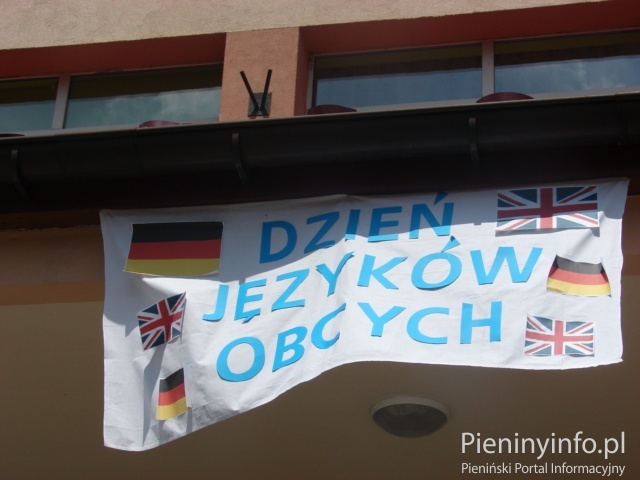 DZIEŃ
JĘZYKÓW
OBCYCH
Pieninyinfo.pl
Pieniński Portal Informacyjny